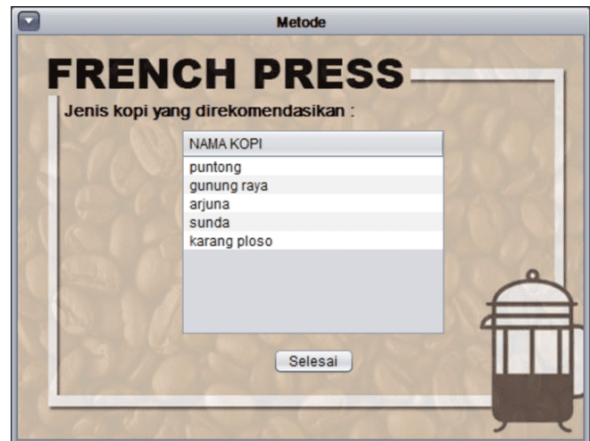 Metode
FRENCH PRESS
Jenis kopi yang direkomendasikan :
NAMA KOPI
puntong
gunung raya
arjuna
sunda
karang ploso
Selesai